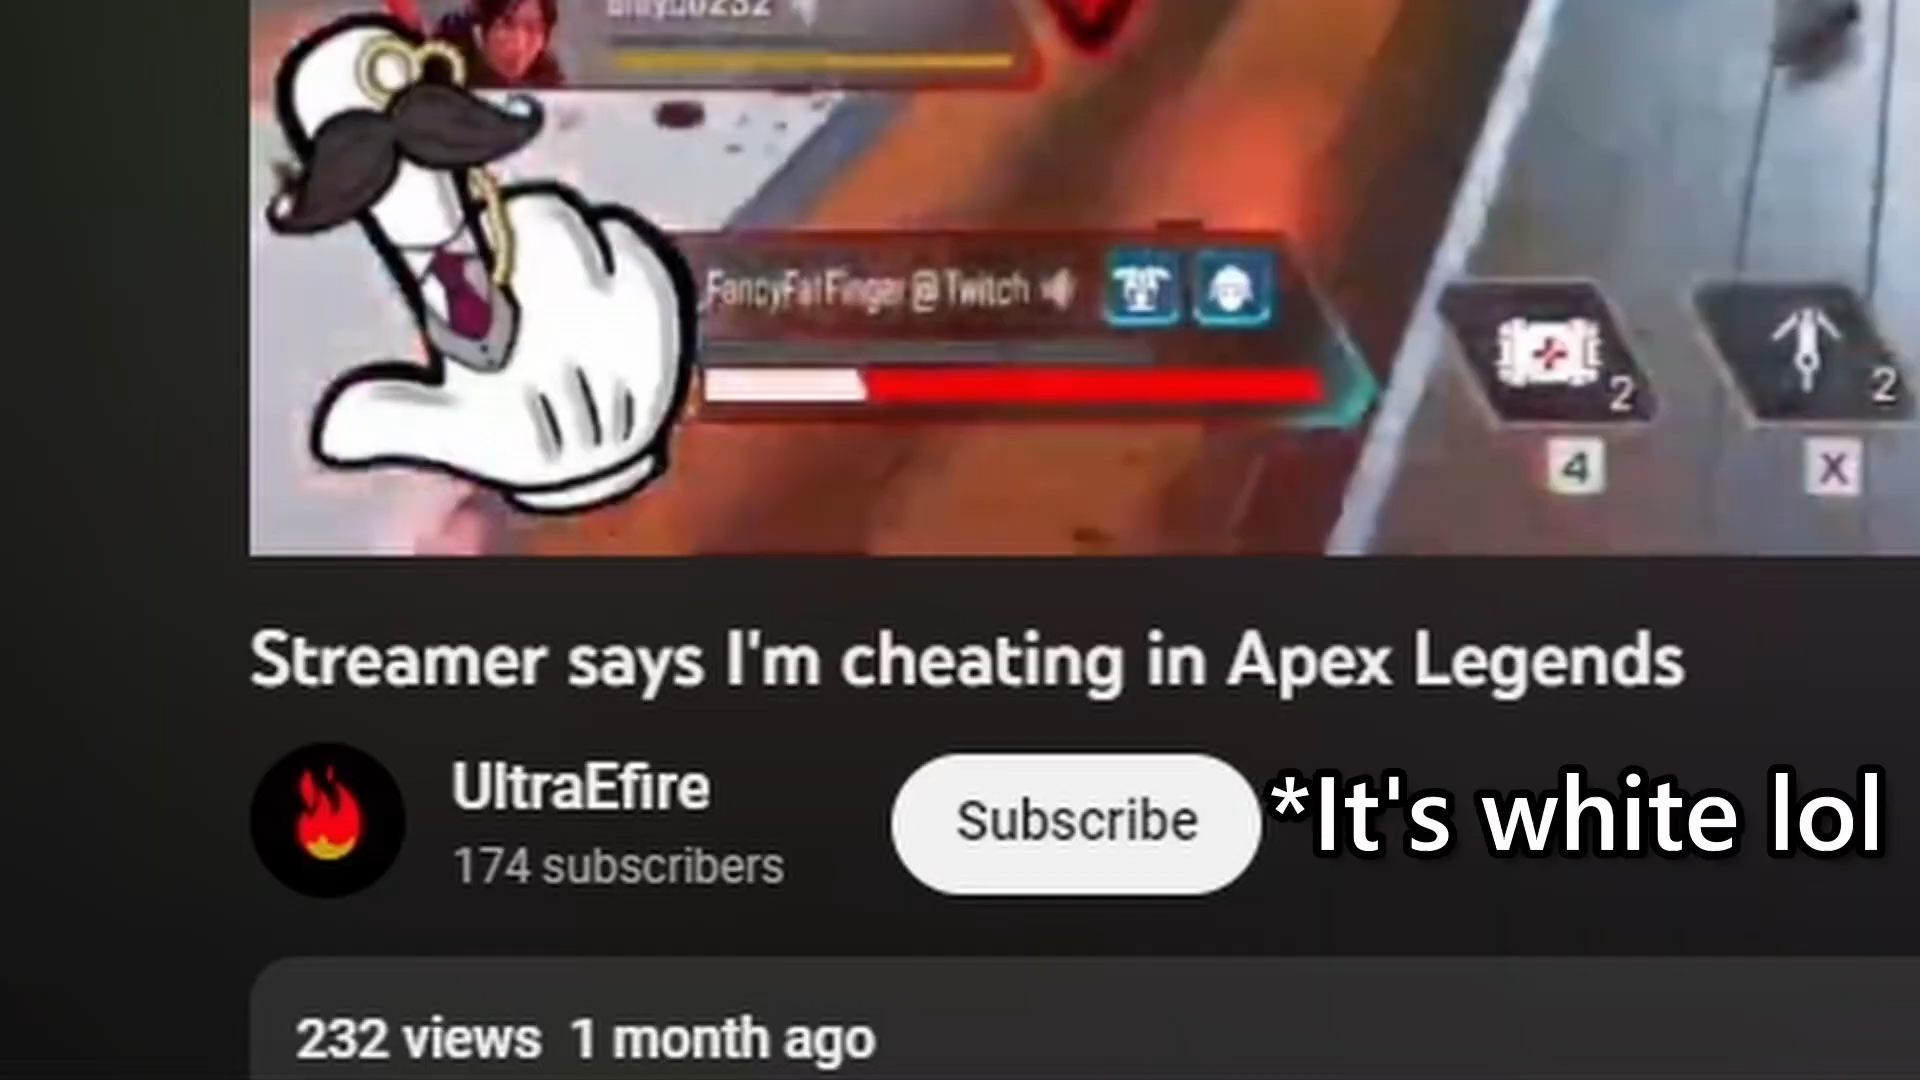 FancyFatFinger@Twitch
2
2
4
X
Streamer says I'm cheating in Apex Legends
UltraEfire
174 subscribers
Subscribe
*It's white lol
232 views 1 month ago